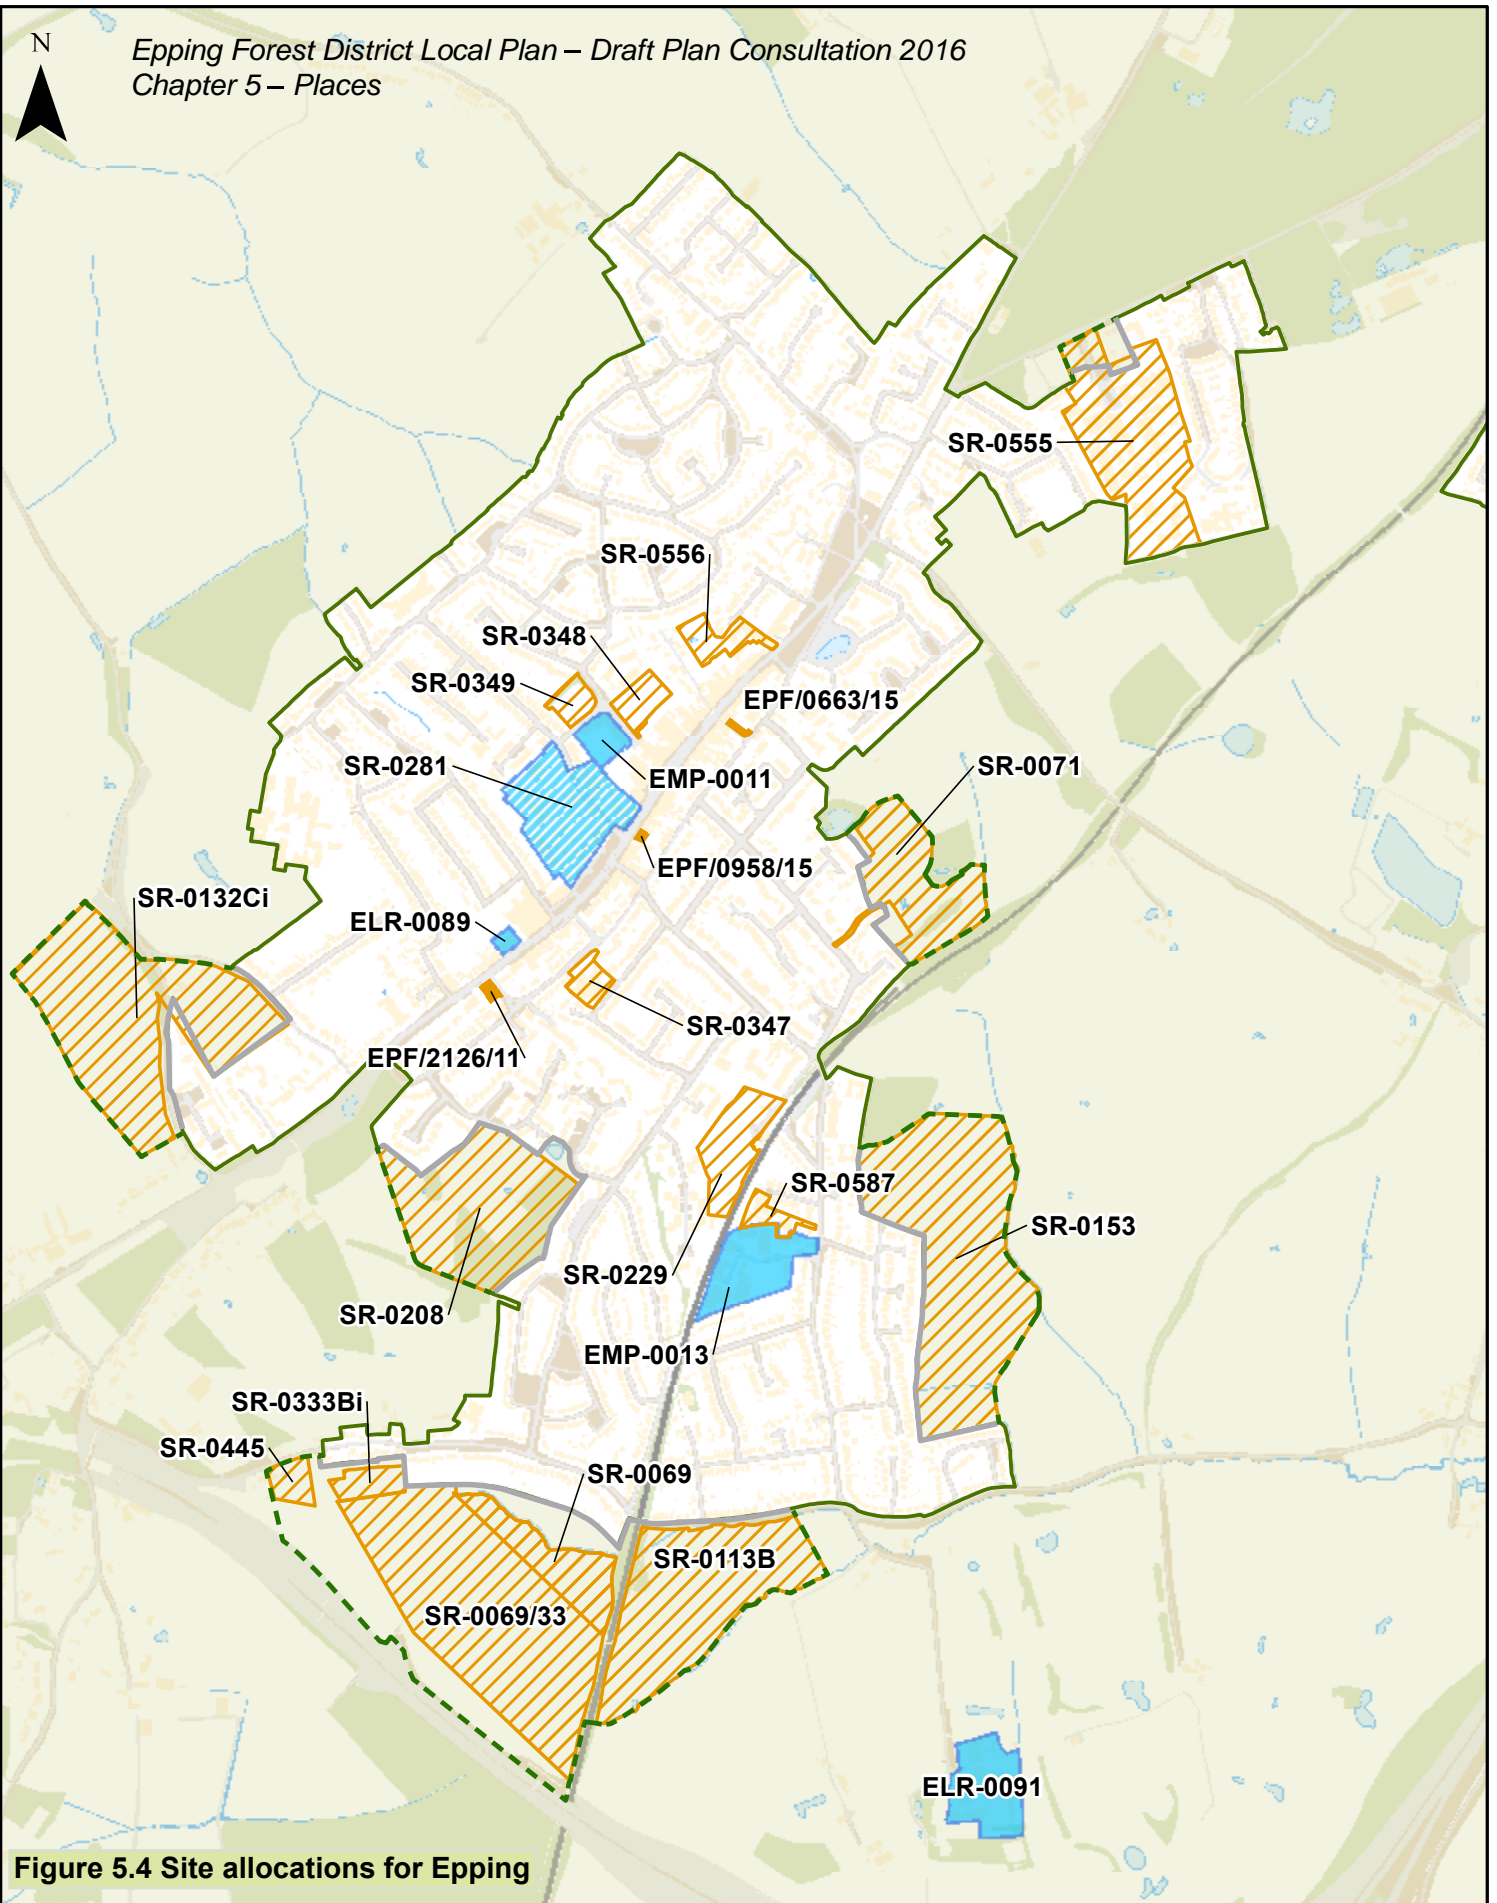 N
Epping Forest District Local Plan – Draft Plan Consultation 2016
Chapter 5 – Places
SR-0555
SR-0556
SR-0348
SR-0349
EPF/0663/15
SR-0281
EMP-0011
SR-0071
EPF/0958/15
SR-0132Ci
ELR-0089
SR-0347
EPF/2126/11
SR-0587
SR-0153
SR-0229
SR-0208
EMP-0013
SR-0333Bi
SR-0445
SR-0069
SR-0113B
SR-0069/33
ELR-0091
Figure 5.4 Site allocations for Epping